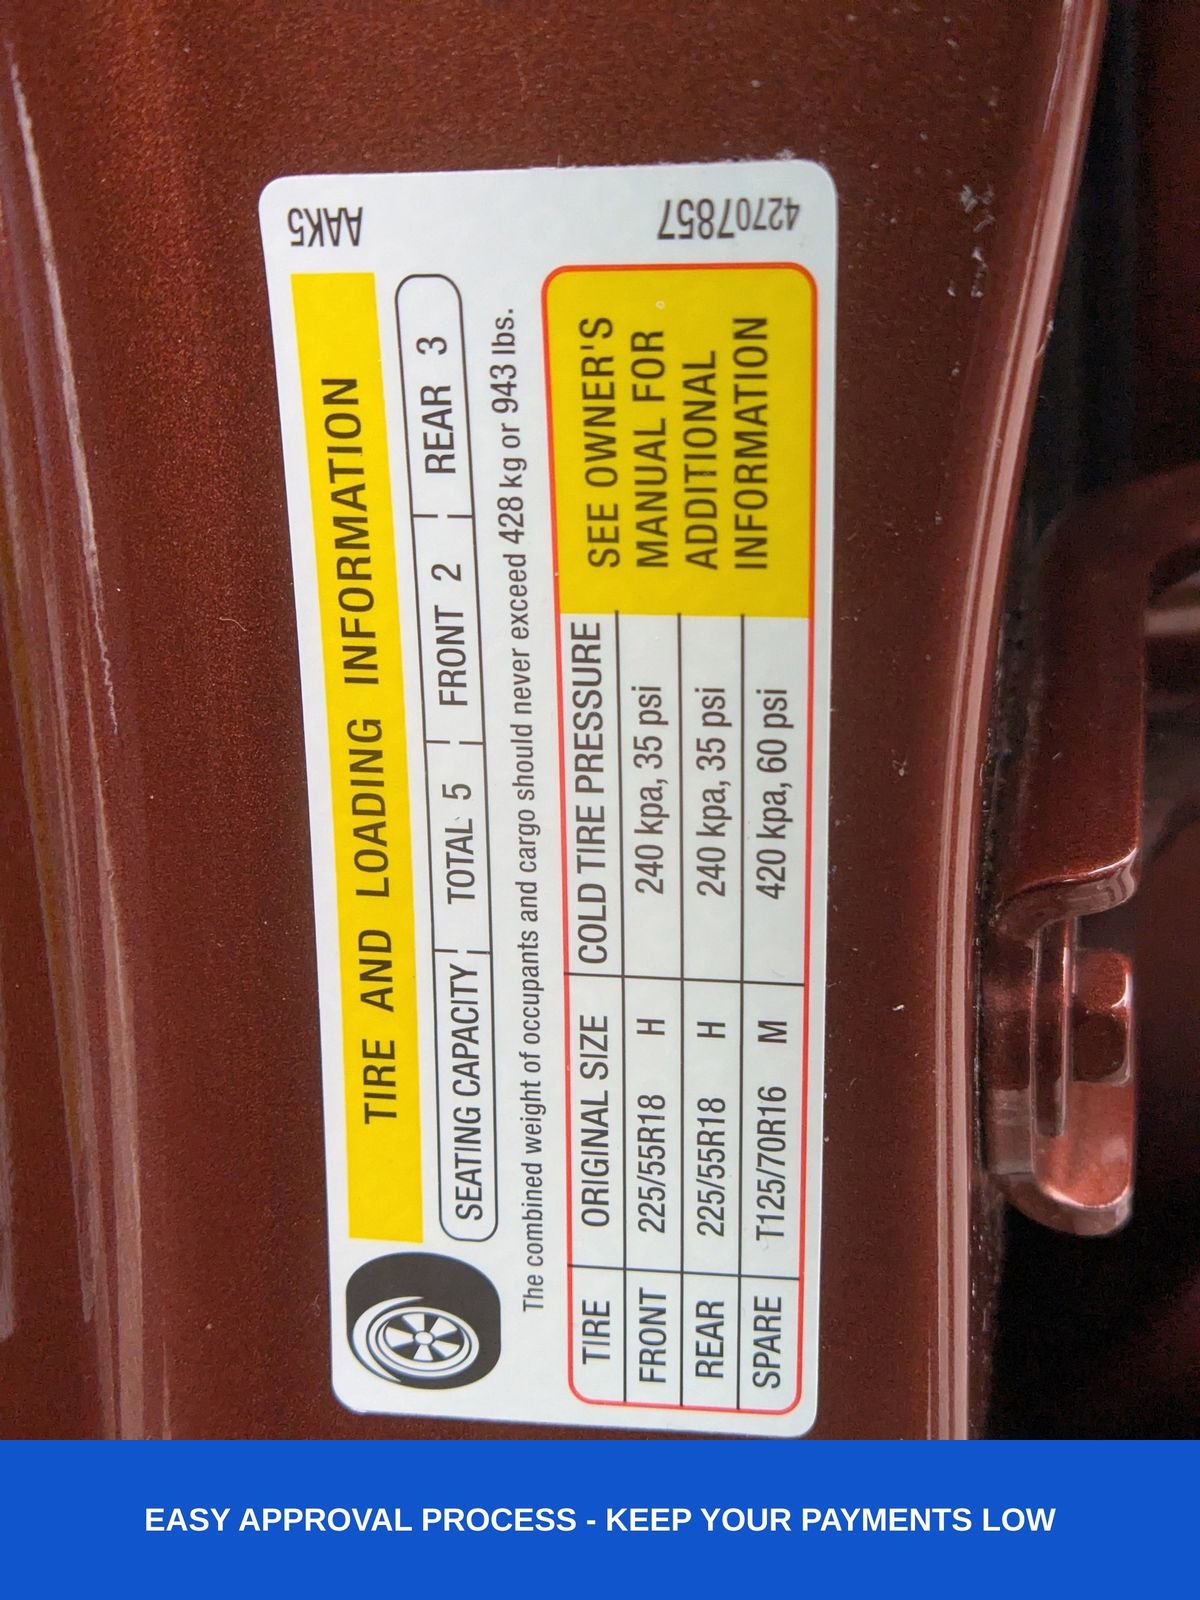 AAK5
42707857
TIRE AND LOADING INFORMATION
SEATING CAPACITY TOTAL 5 FRONT 2 REAR 3
The combined weight of occupants and cargo should never exceed 428 kg or 943 lbs.
TIRE ORIGINAL SIZE COLD TIRE PRESSURE
FRONT 225/55R18 H 240 kpa, 35 psi
REAR 225/55R18 H 240 kpa, 35 psi
SPARE T125/70R16 M 420 kpa, 60 psi
SEE OWNER'S
MANUAL FOR
ADDITIONAL
INFORMATION
EASY APPROVAL PROCESS - KEEP YOUR PAYMENTS LOW